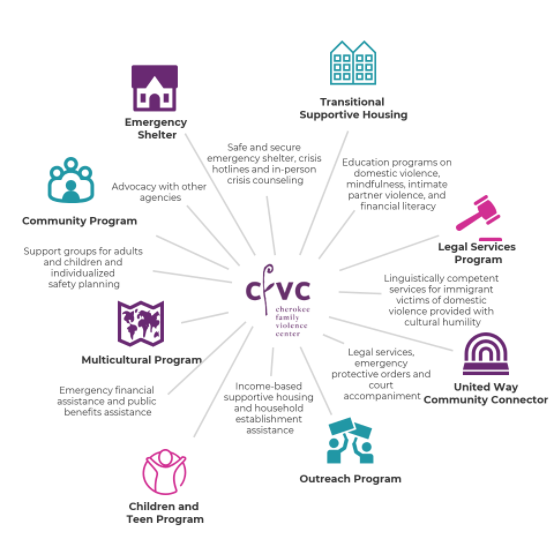 Transitional
Supportive Housing
Emergency
Shelter
Safe and secure
emergency shelter, crisis
hotlines and in-person
crisis counseling
Education programs on
domestic violence,
mindfulness, intimate
partner violence, and
financial literacy
Advocacy with other
agencies
Community Program
Legal Services
Program
Support groups for adults
and children and
individualized
safety planning
Linguistically competent
services for immigrant
victims of domestic
violence provided with
cultural humility
cfvc
cherokee
family
violence
center
Multicultural Program
Legal services,
emergency
protective orders and
court
accompaniment
United Way
Community Connector
Emergency financial
assistance and public
benefits assistance
Income-based
supportive housing
and household
establishment
assistance
Outreach Program
Children and
Teen Program